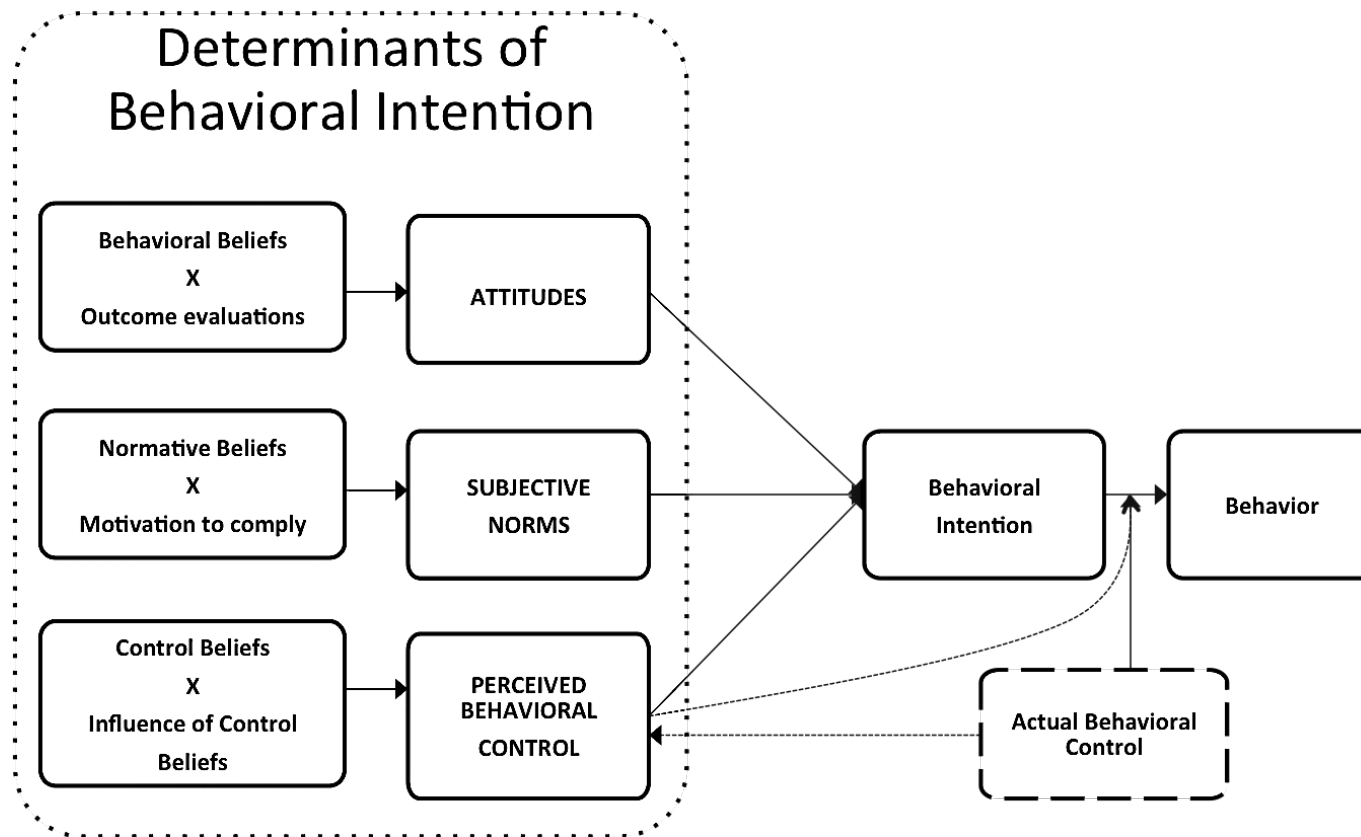 Determinants of
Behavioral Intention
Behavioral Beliefs
X
Outcome evaluations
ATTITUDES
Normative Beliefs
X
Motivation to comply
SUBJECTIVE
NORMS
Behavioral
Intention
Behavior
Control Beliefs
X
Influence of Control
Beliefs
PERCEIVED
BEHAVIORAL
CONTROL
Actual Behavioral
Control